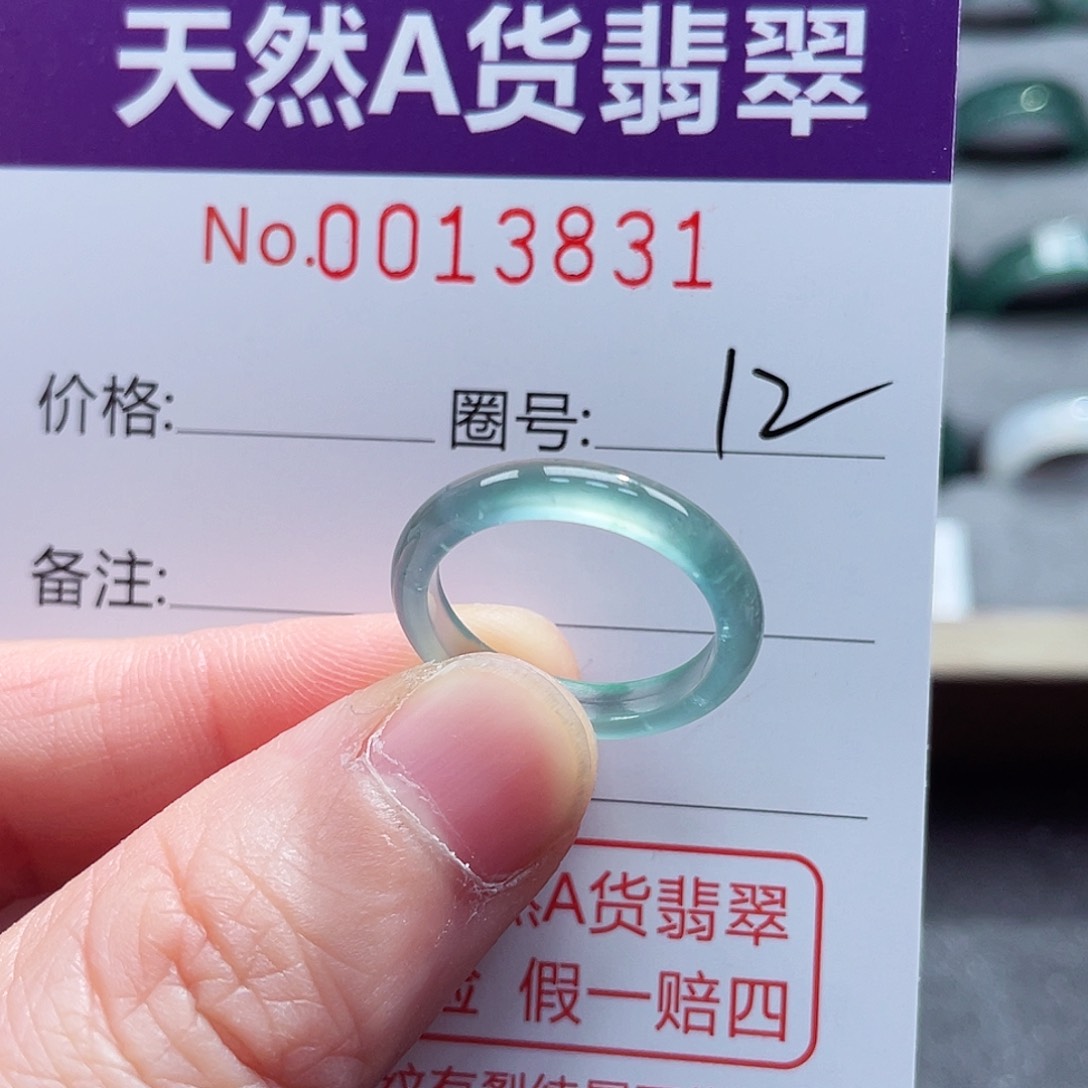 天然A货翡翠
No.0013831
价格: 圈号: 12
备注:
A货翡翠
假一赔四